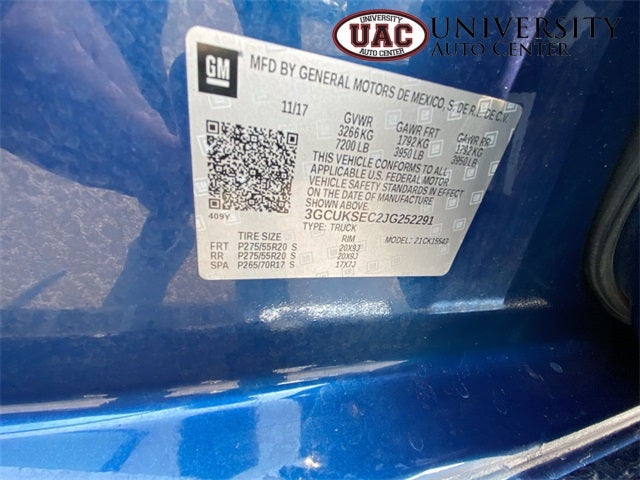 UNIVERSITY
UAC
AUTO CENTER
UNIVERSITY
AUTO CENTER
GM
MFD BY GENERAL MOTORS DE MEXICO, S. DE R.L. DE C.V.
11/17
GVWR GAWR FRT GAWR RR
3266 KG 1792 KG 1792 KG
7200 LB 3950 LB 3950 LB
THIS VEHICLE CONFORMS TO ALL
APPLICABLE U.S. FEDERAL MOTOR
VEHICLE SAFETY STANDARDS IN EFFECT
ON THE DATE OF MANUFACTURE
SHOWN ABOVE.
409Y
3GCUKSEC2JG252291
TYPE: TRUCK MODEL: 21CK15543
TIRE SIZE RIM
FRT P275/55R20 S 20X9J
RR P275/55R20 S 20X9J
SPA P265/70R17 S 17X7J